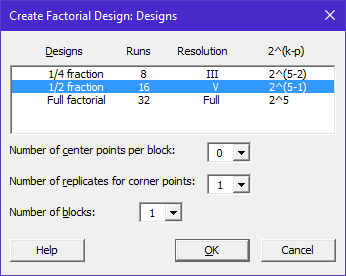 Create Factorial Design: Designs
Designs Runs Resolution 2^(k-p)
1/4 fraction 8 III 2^(5-2)
1/2 fraction 16 V 2^(5-1)
Full factorial 32 Full 2^5
Number of center points per block: 0
Number of replicates for corner points: 1
Number of blocks: 1
Help OK Cancel